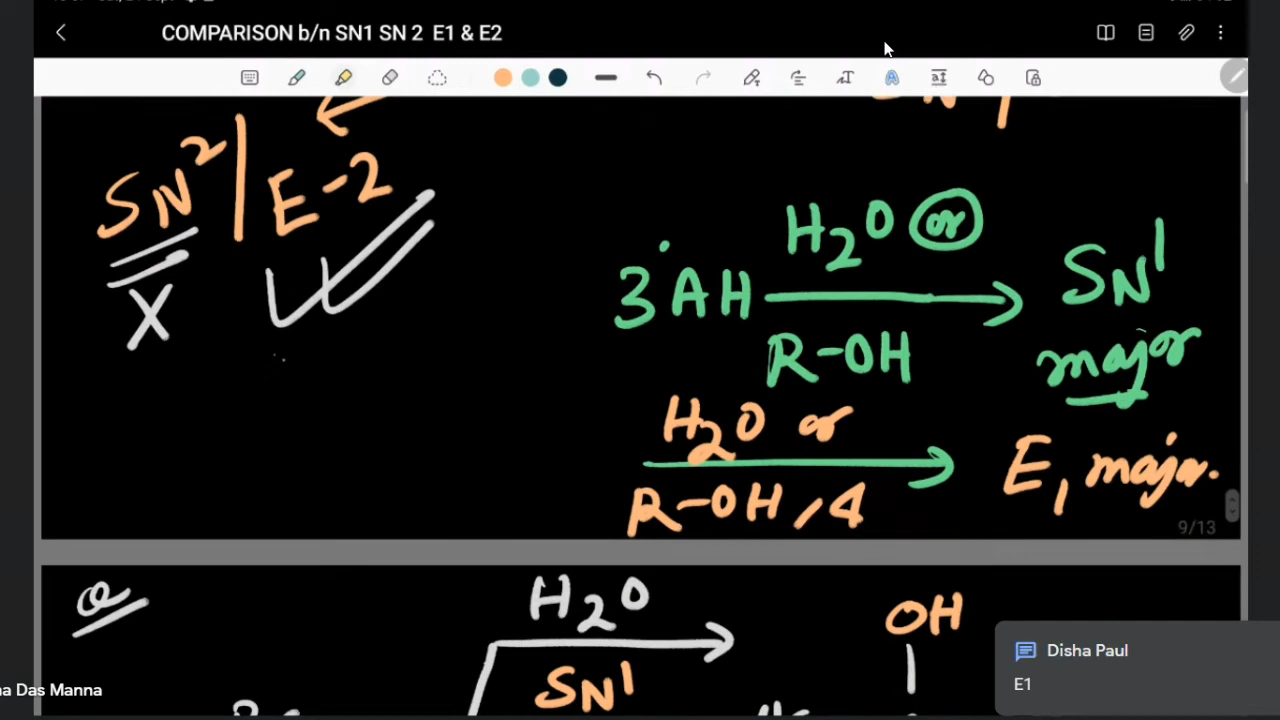 COMPARISON b/n SN1 SN 2 E1 & E2
SN² | E-2
X
3° AH H2O or R-OH SN1
major
H2O or R-OH, Δ E1 major.
9/13
Q
H2O
SN1
OH
Disha Paul
E1
a Das Manna